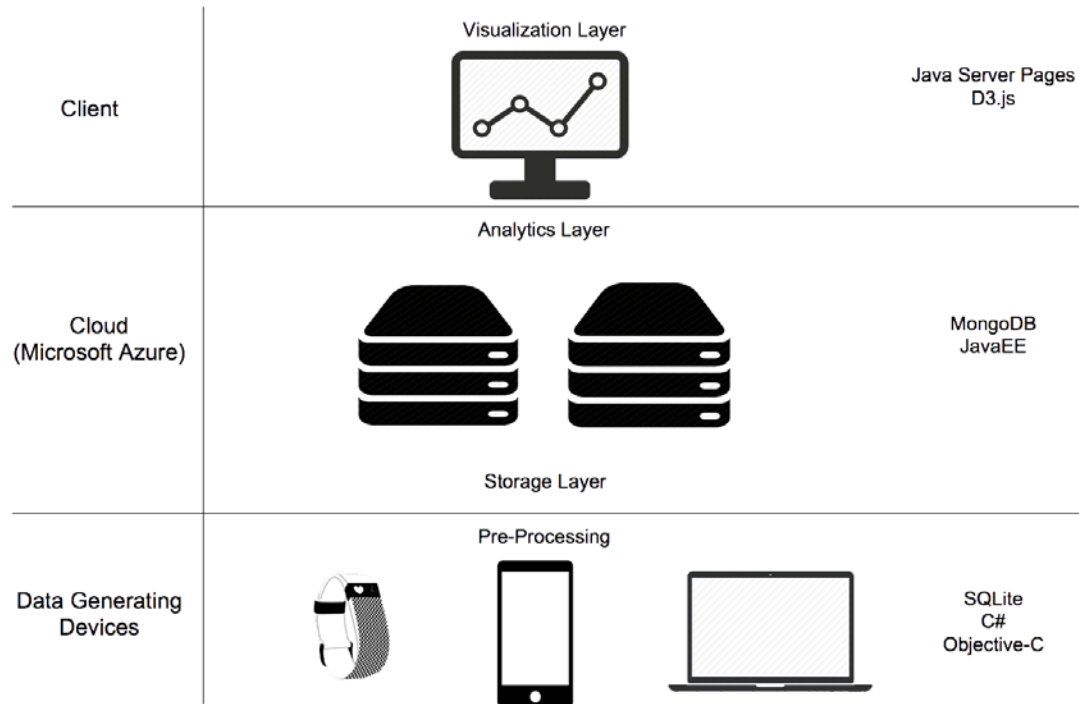 Visualization Layer
Client
Java Server Pages
D3.js
Analytics Layer
Cloud
(Microsoft Azure)
MongoDB
JavaEE
Storage Layer
Pre-Processing
Data Generating
Devices
SQLite
C#
Objective-C